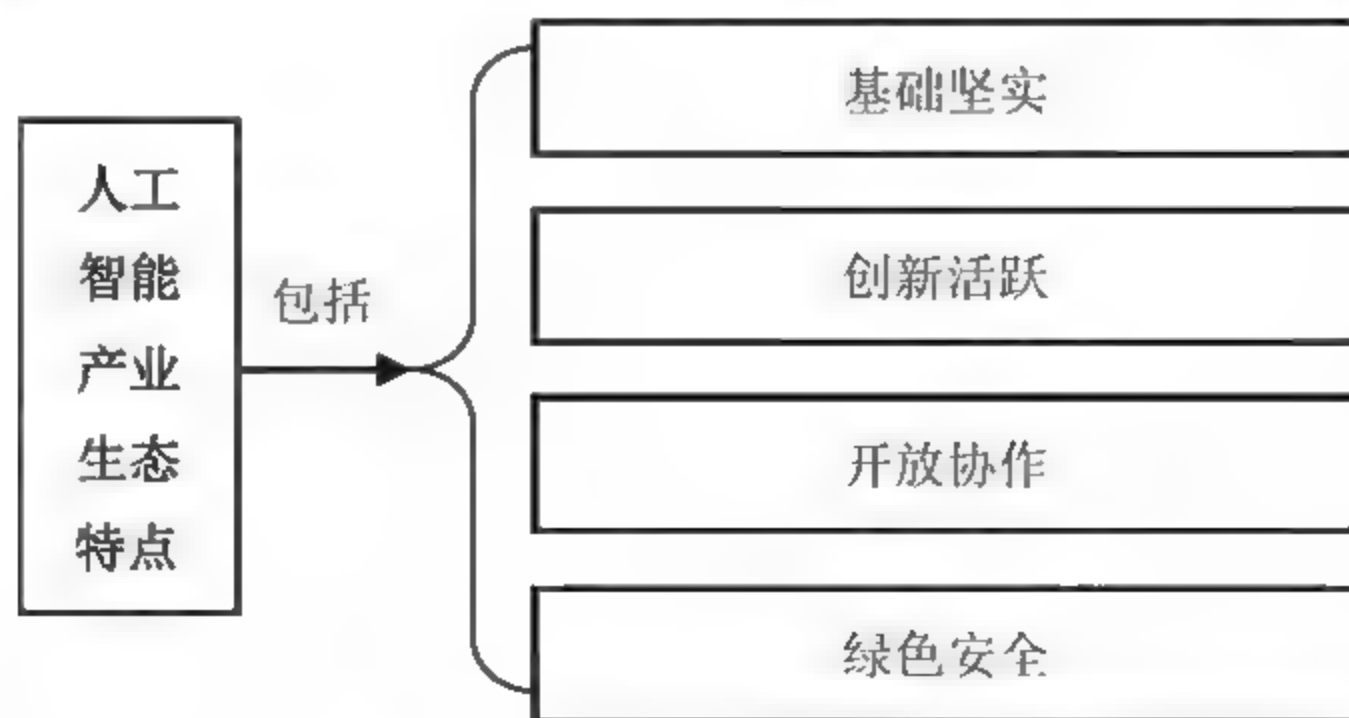 人工
智能
产业
生态
特点
包括
基础坚实
创新活跃
开放协作
绿色安全